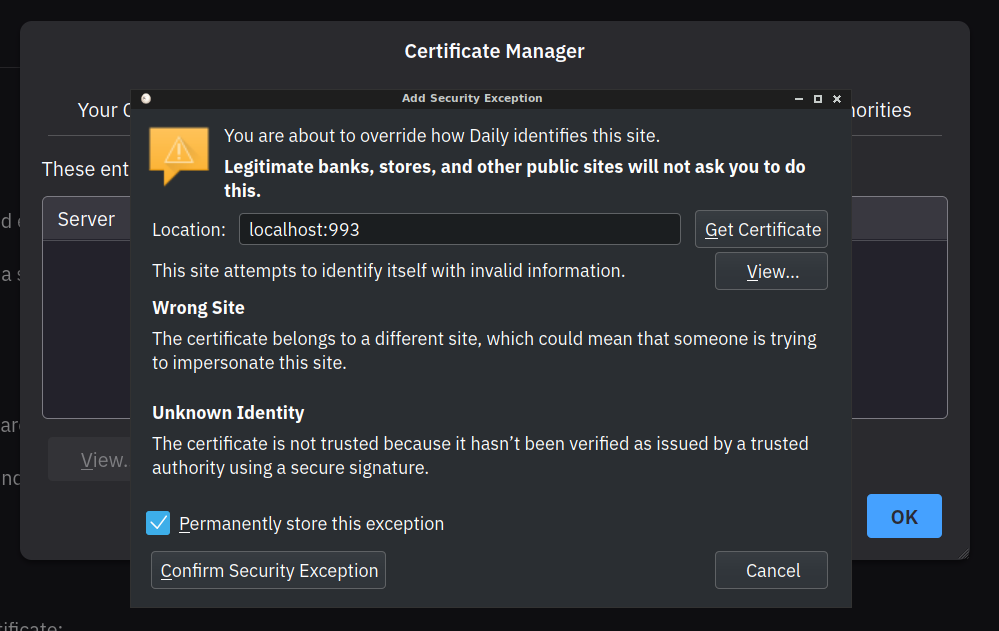 Certificate Manager
Add Security Exception
Your
You are about to override how Daily identifies this site.
Legitimate banks, stores, and other public sites will not ask you to do
this.
These
Server
Location: localhost:993 Get Certificate
This site attempts to identify itself with invalid information. View...
Wrong Site
The certificate belongs to a different site, which could mean that someone is trying
to impersonate this site.
Unknown Identity
The certificate is not trusted because it hasn't been verified as issued by a trusted
authority using a secure signature.
View.
Permanently store this exception
OK
Confirm Security Exception Cancel